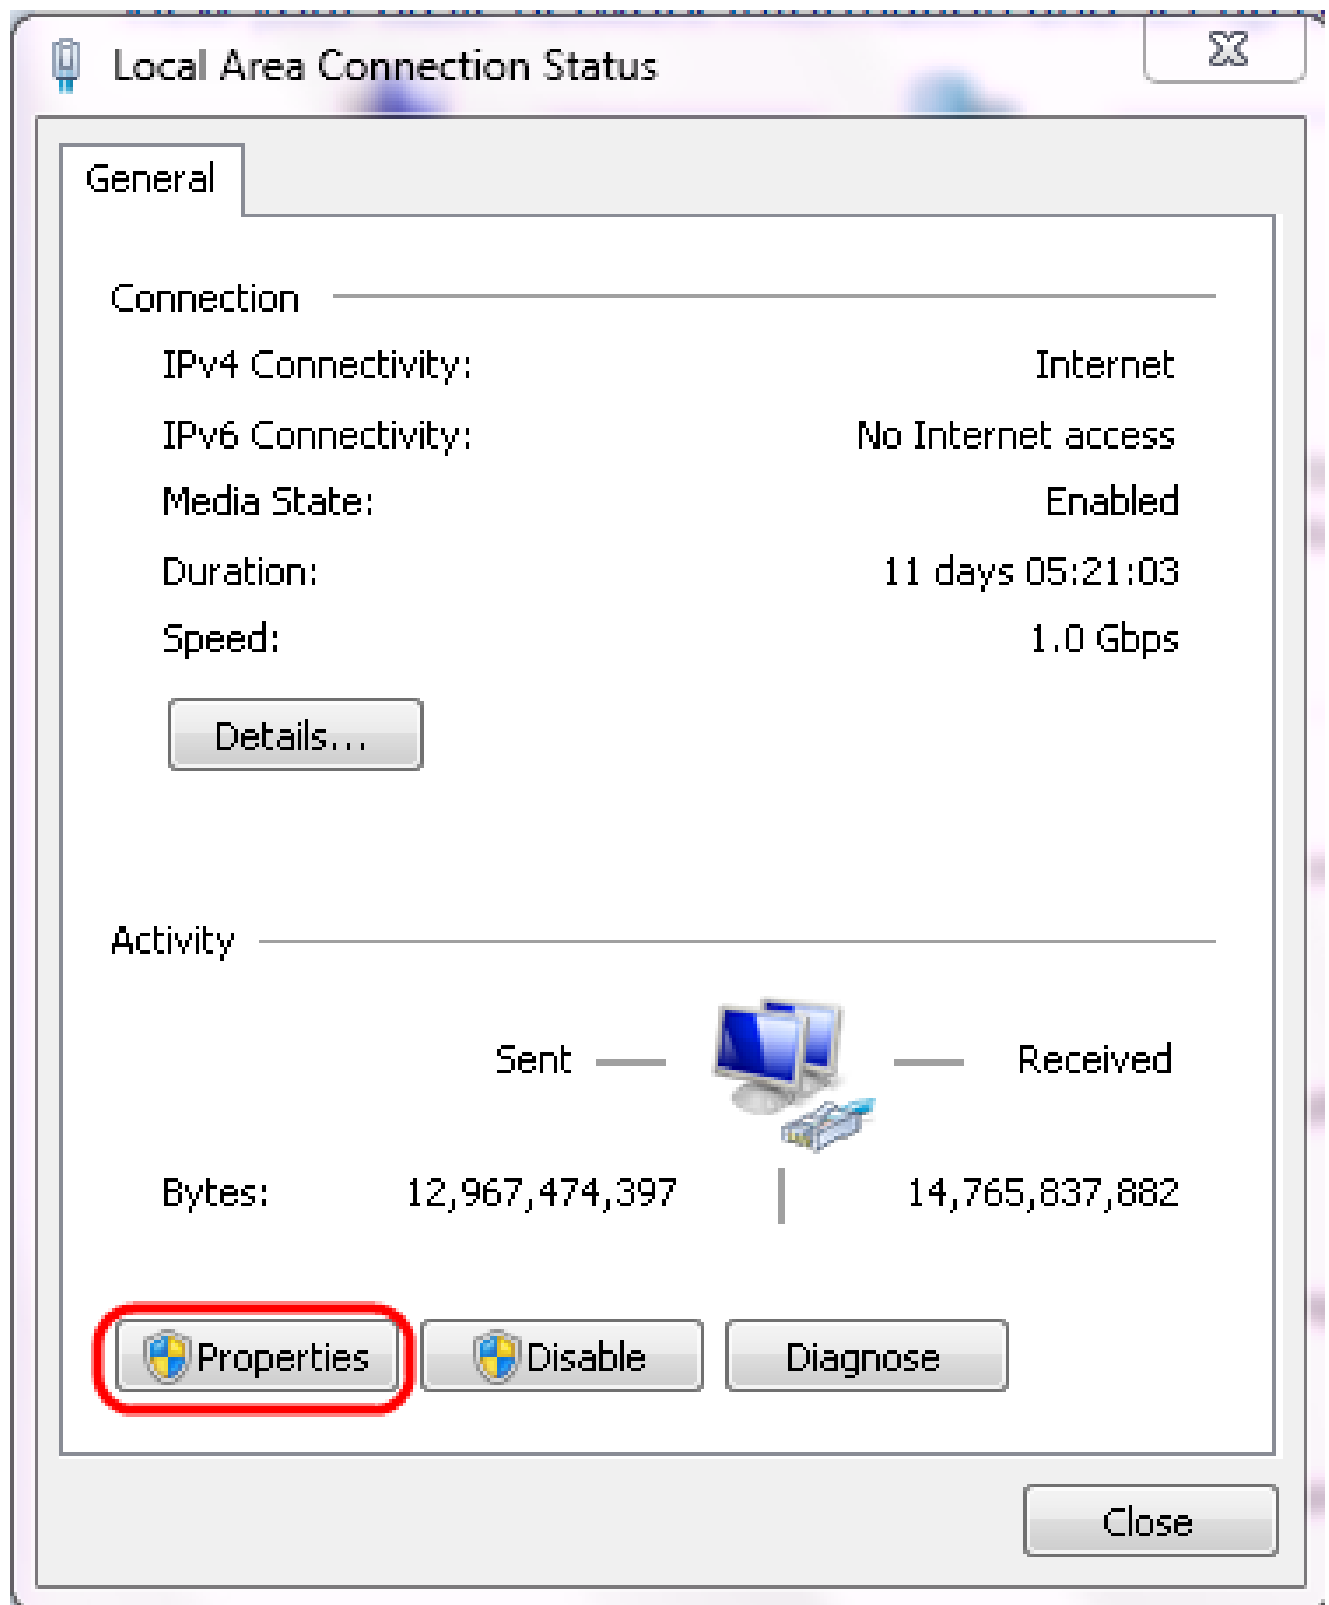 Local Area Connection Status
General
Connection
IPv4 Connectivity: Internet
IPv6 Connectivity: No Internet access
Media State: Enabled
Duration: 11 days 05:21:03
Speed: 1.0 Gbps
Details...
Activity
Sent Received
Bytes: 12,967,474,397 14,765,837,882
Properties Disable Diagnose
Close